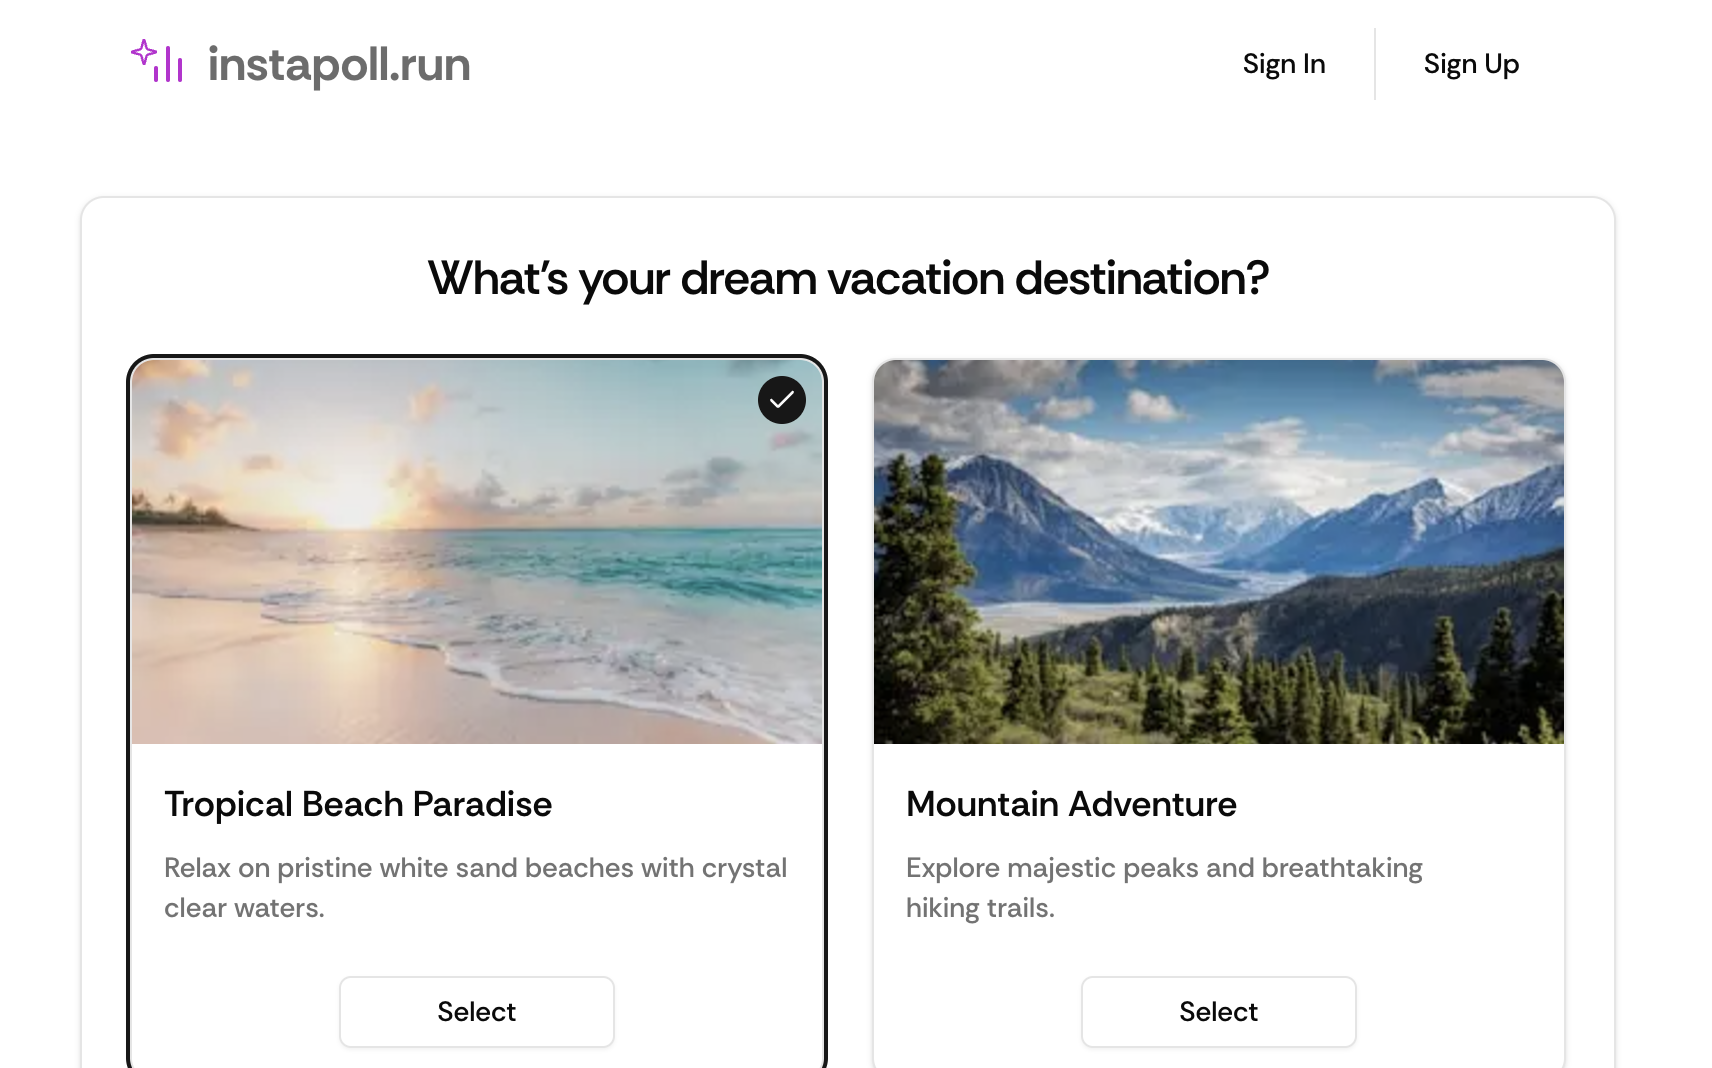 instapoll.run
Sign In
Sign Up
What's your dream vacation destination?
Tropical Beach Paradise
Relax on pristine white sand beaches with crystal
clear waters.
Select
Mountain Adventure
Explore majestic peaks and breathtaking
hiking trails.
Select